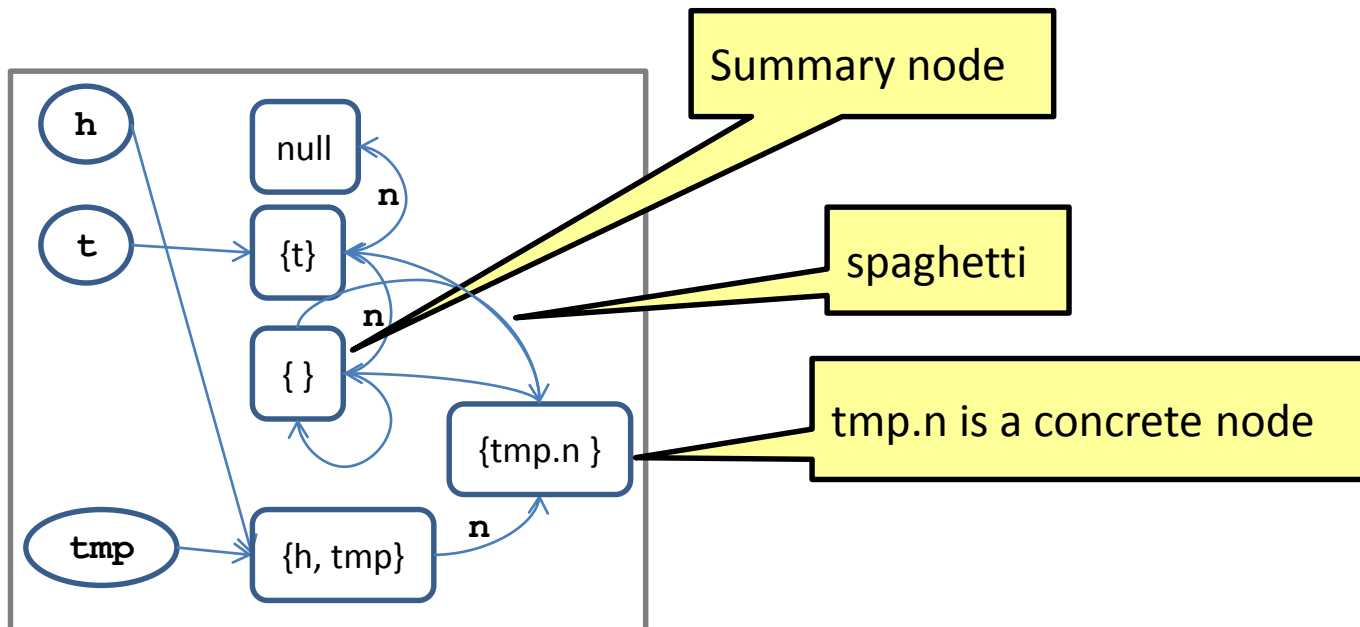 Summary node
h
null
n
t
{t}
spaghetti
n
{ }
tmp.n is a concrete node
{tmp.n }
n
tmp
{h, tmp}